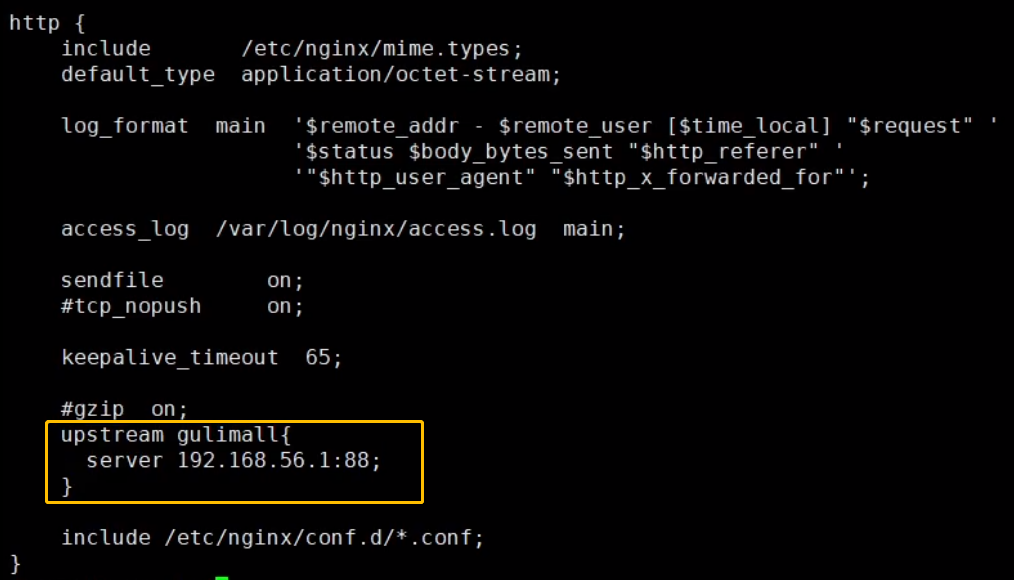 http {
    include       /etc/nginx/mime.types;
    default_type  application/octet-stream;
    log_format  main  '$remote_addr - $remote_user [$time_local] "$request" '
                      '$status $body_bytes_sent "$http_referer" '
                      '"$http_user_agent" "$http_x_forwarded_for"';
    access_log  /var/log/nginx/access.log  main;
    sendfile        on;
    #tcp_nopush     on;
    keepalive_timeout  65;
    #gzip  on;
    upstream gulimall{
      server 192.168.56.1:88;
    }
    include /etc/nginx/conf.d/*.conf;
}